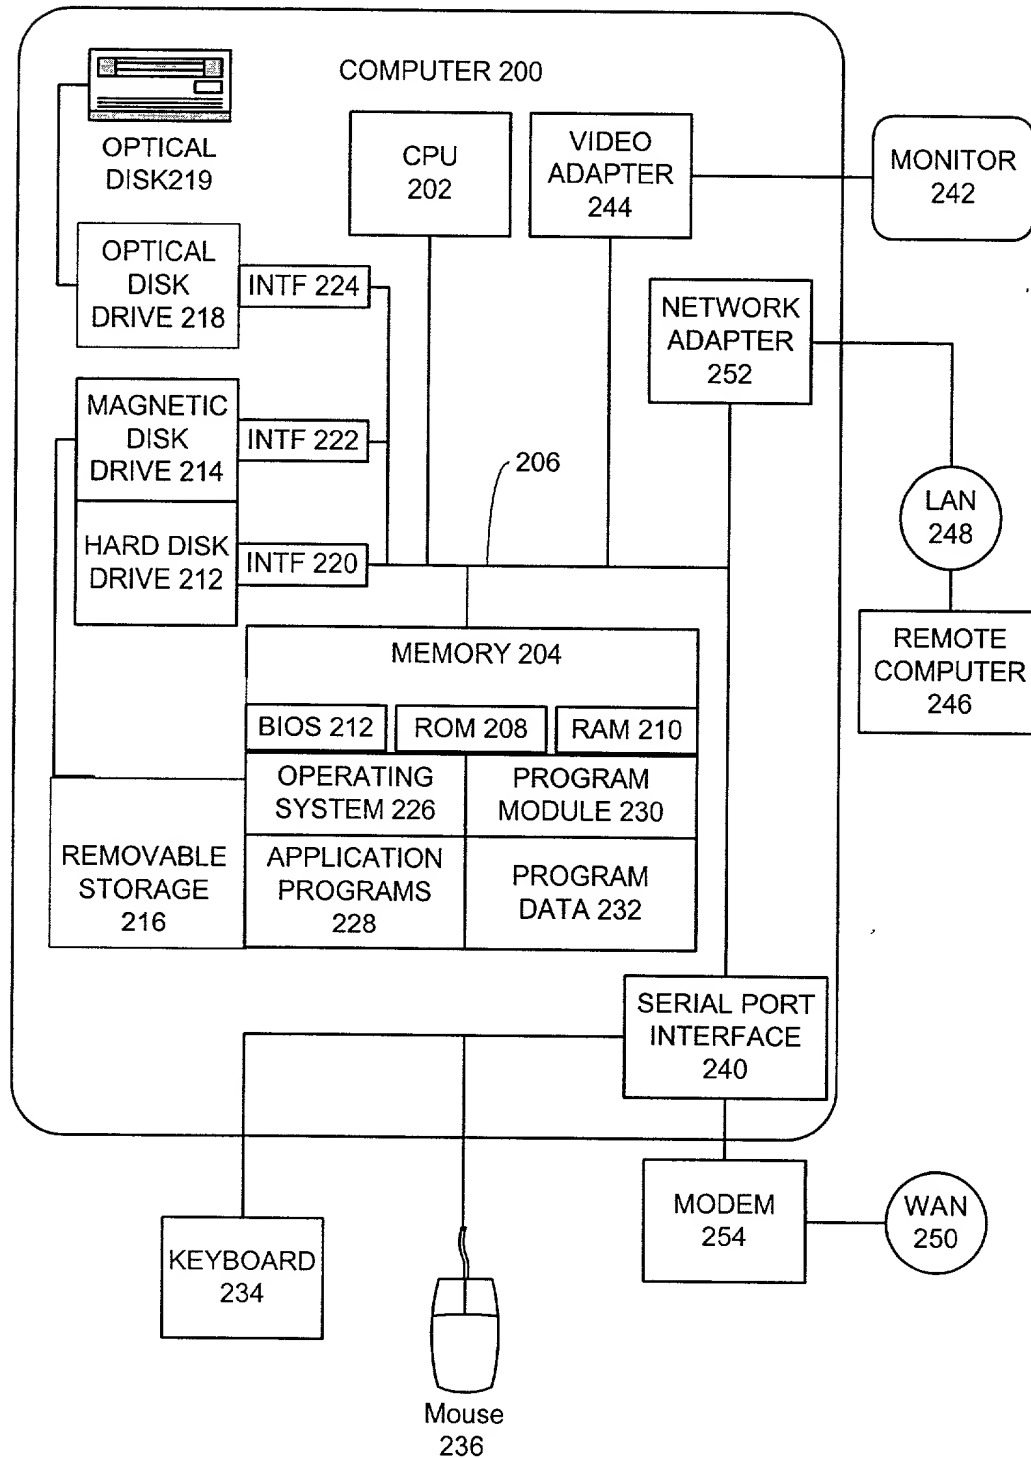 COMPUTER 200
OPTICAL
DISK219
CPU
202
VIDEO
ADAPTER
244
MONITOR
242
OPTICAL
DISK
DRIVE 218
INTF 224
NETWORK
ADAPTER
252
MAGNETIC
DISK
DRIVE 214
INTF 222
206
LAN
248
HARD DISK
DRIVE 212
INTF 220
REMOTE
COMPUTER
246
MEMORY 204
BIOS 212
ROM 208
RAM 210
OPERATING
SYSTEM 226
PROGRAM
MODULE 230
REMOVABLE
STORAGE
216
APPLICATION
PROGRAMS
228
PROGRAM
DATA 232
SERIAL PORT
INTERFACE
240
KEYBOARD
234
MODEM
254
WAN
250
Mouse
236